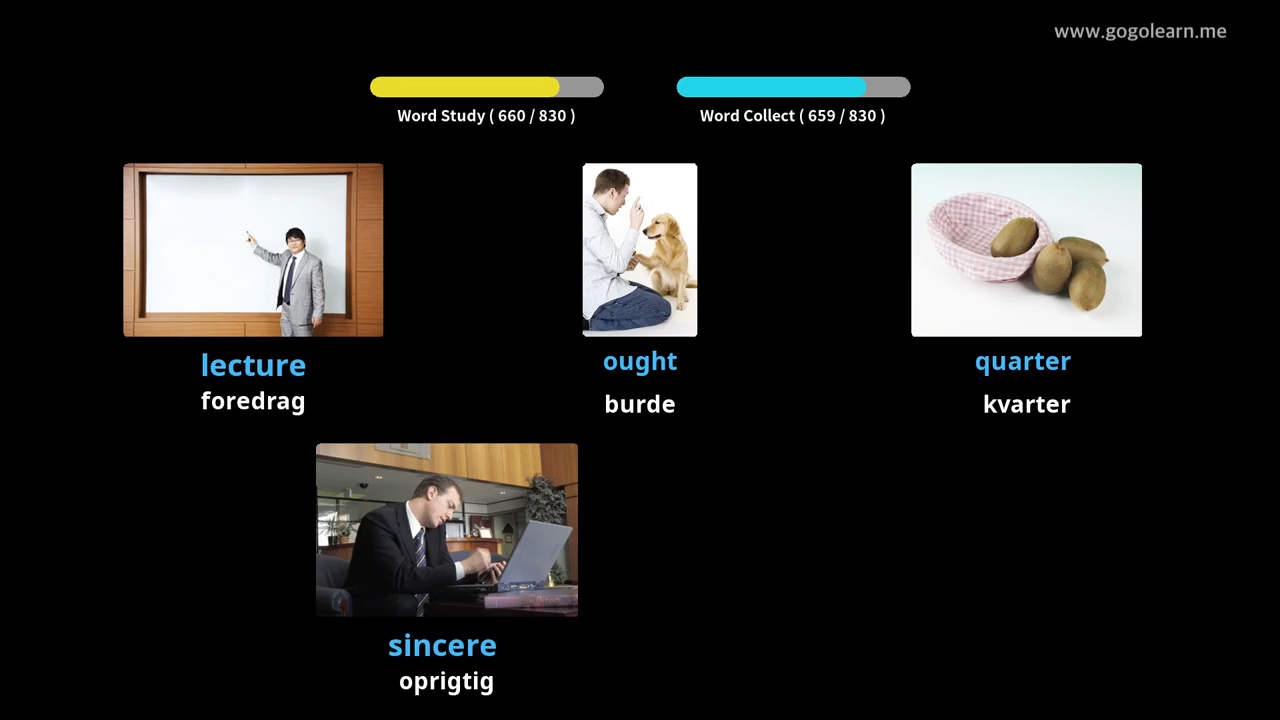 www.gogolearn.me
Word Study ( 660 / 830 )
Word Collect ( 659 / 830 )
lecture
foredrag
ought
burde
quarter
kvarter
sincere
oprigtig